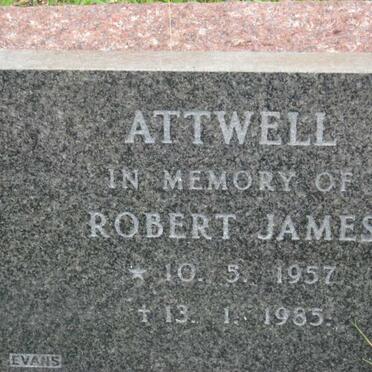 ATTWELL
IN MEMORY OF
ROBERT JAMES
* 10. 5. 1957
† 13. 1. 1985.
EVANS